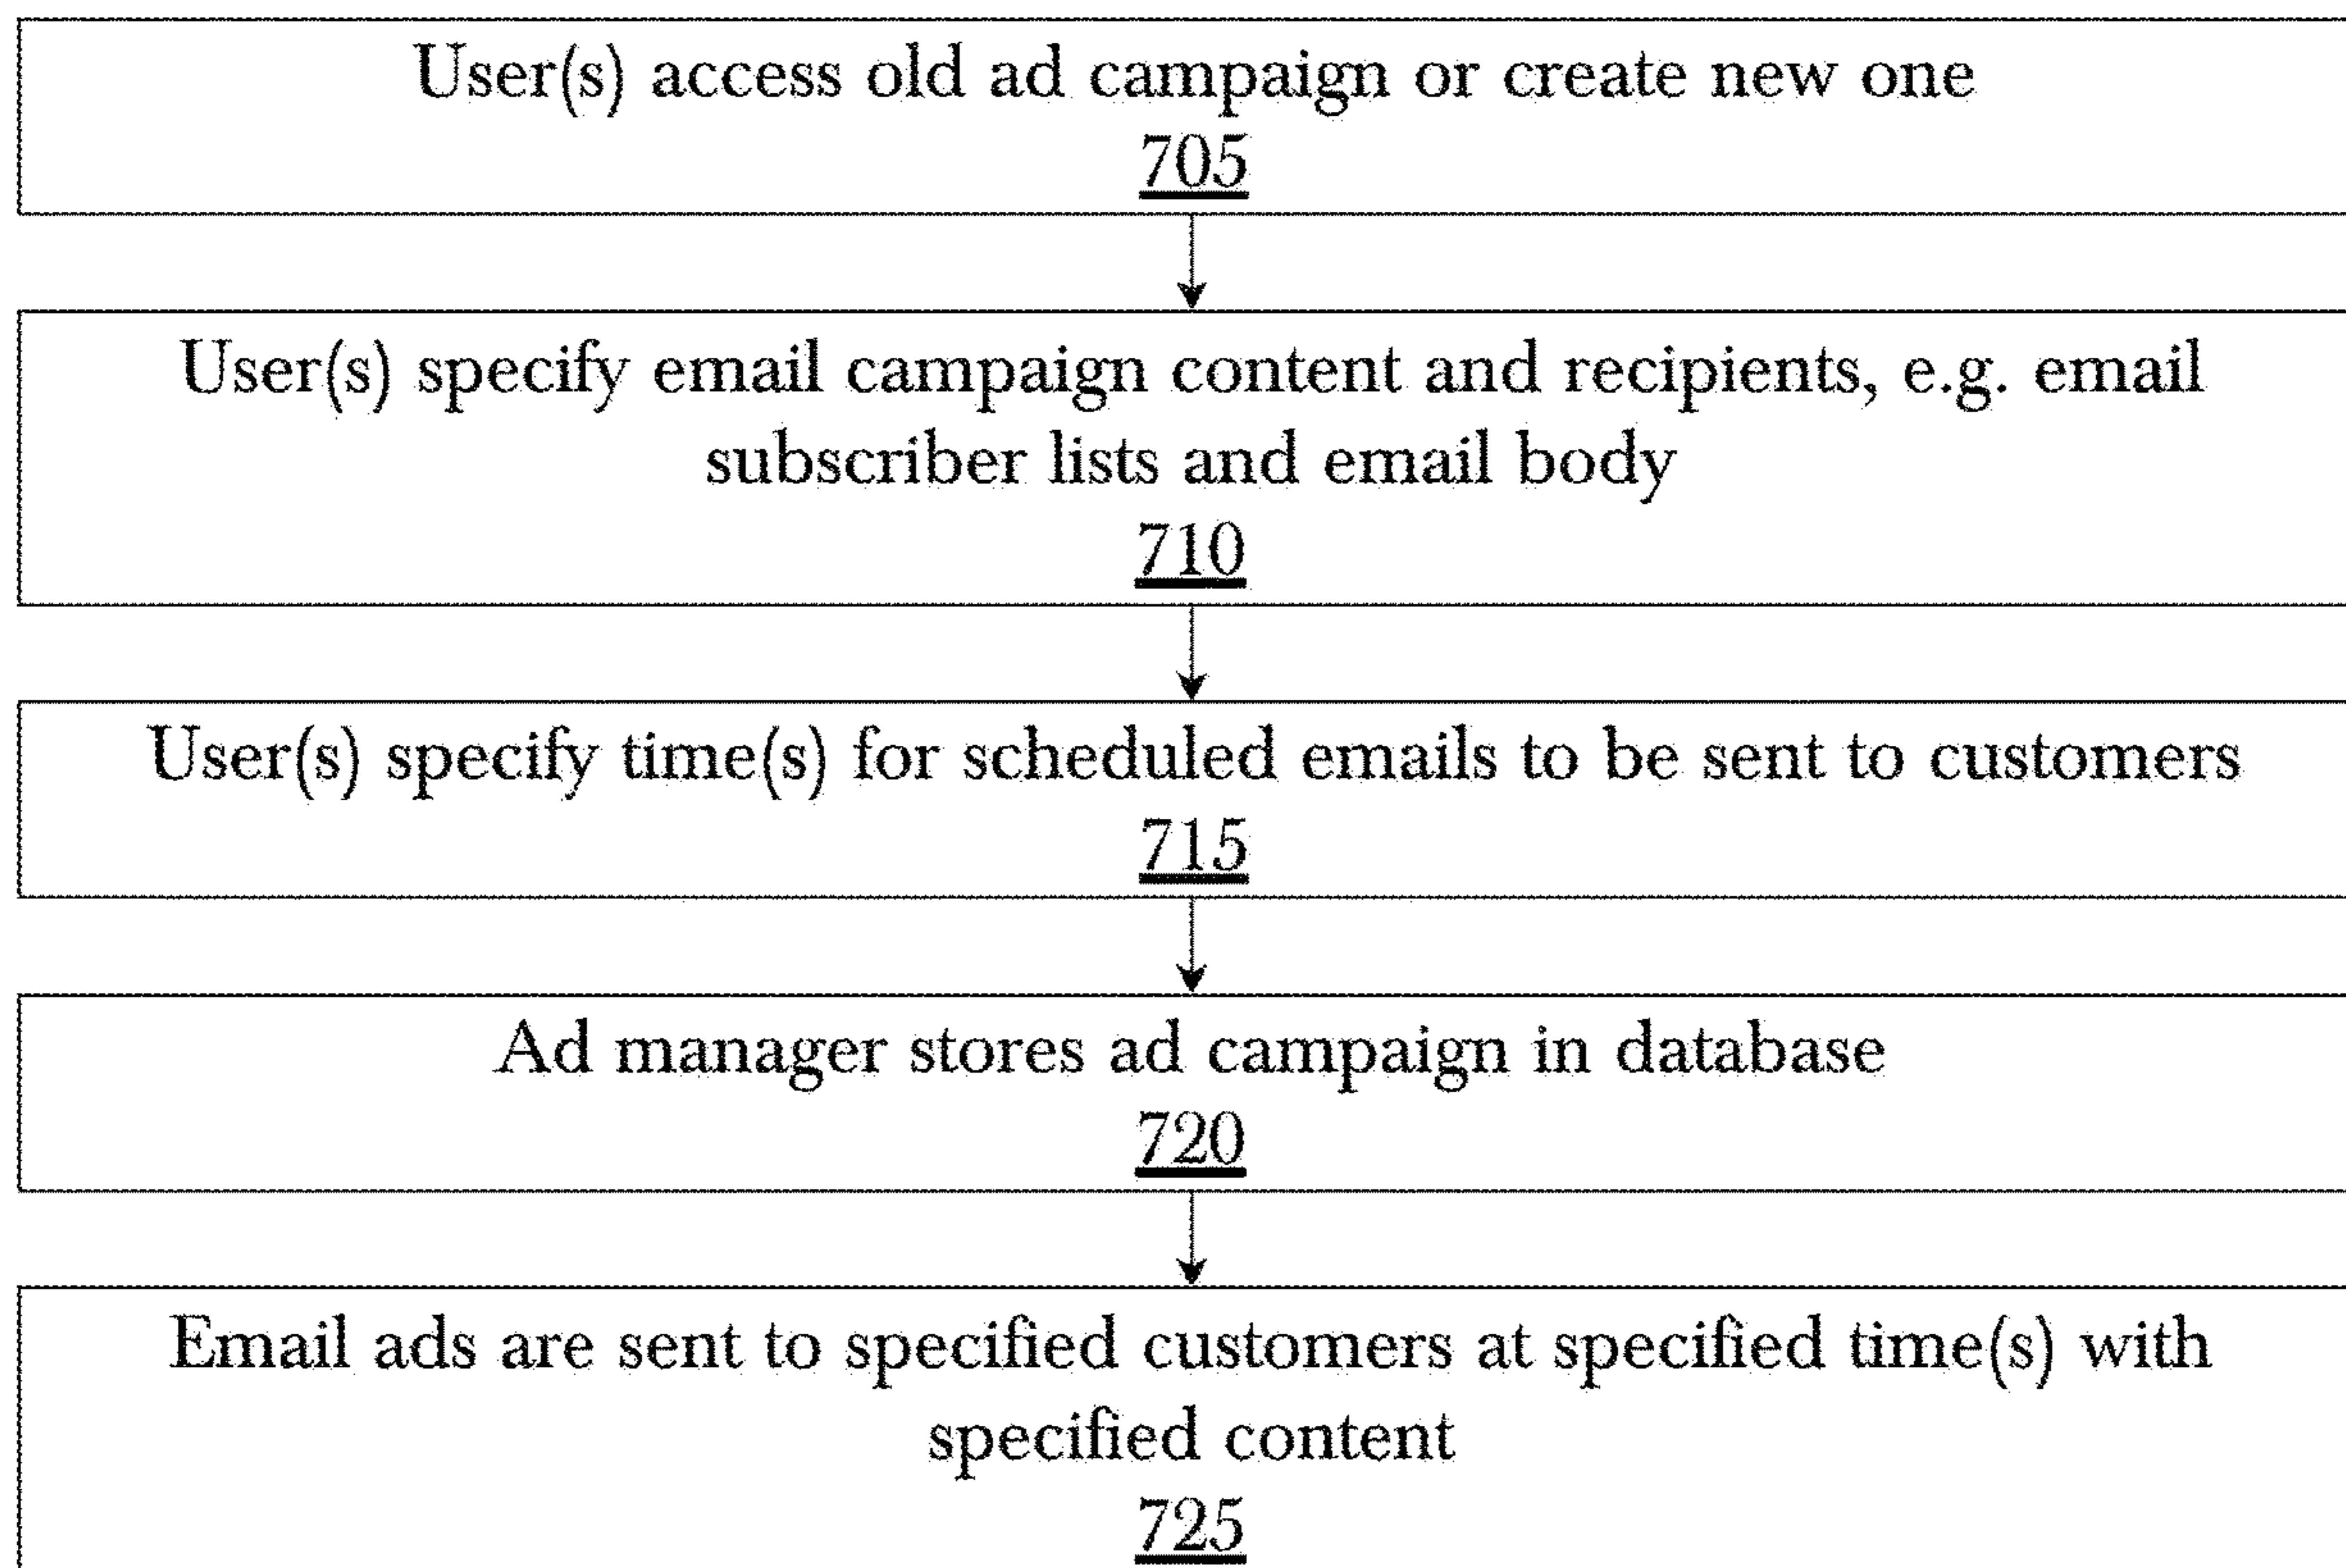 User(s) access old ad campaign or create new one
705
User(s) specify email campaign content and recipients, e.g. email
subscriber lists and email body
710
User(s) specify time(s) for scheduled emails to be sent to customers
715
Ad manager stores ad campaign in database
720
Email ads are sent to specified customers at specified time(s) with
specified content
725